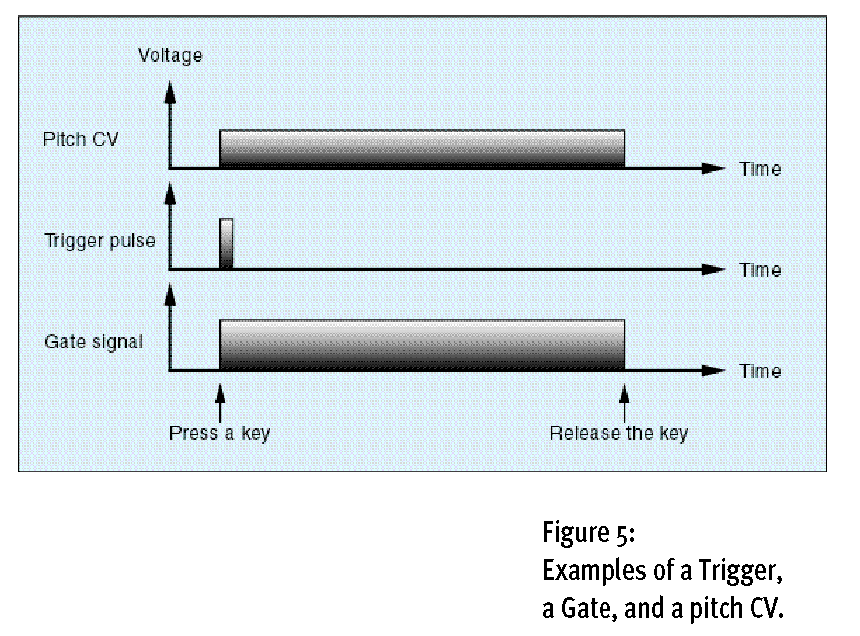 Voltage
Pitch CV
Time
Trigger pulse
Time
Gate signal
Time
Press a key
Release the key
Figure 5:
Examples of a Trigger,
a Gate, and a pitch CV.